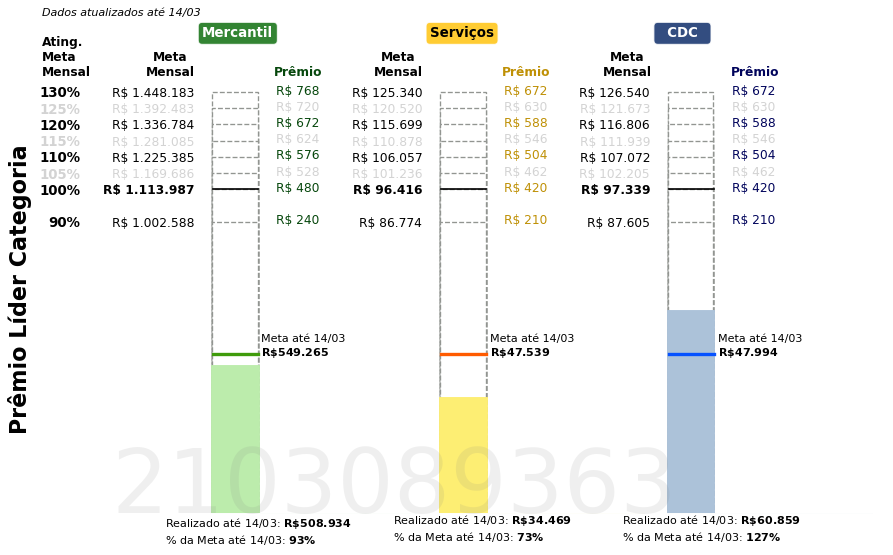 Dados atualizados até 14/03
Mercantil Serviços CDC
Ating.
Meta Meta Meta Meta
Mensal Mensal Prêmio Mensal Prêmio Mensal Prêmio
130% R$ 1.448.183 R$ 768 R$ 125.340 R$ 672 R$ 126.540 R$ 672
125% R$ 1.392.483 R$ 720 R$ 120.520 R$ 630 R$ 121.673 R$ 630
120% R$ 1.336.784 R$ 672 R$ 115.699 R$ 588 R$ 116.806 R$ 588
115% R$ 1.281.085 R$ 624 R$ 110.878 R$ 546 R$ 111.939 R$ 546
110% R$ 1.225.385 R$ 576 R$ 106.057 R$ 504 R$ 107.072 R$ 504
105% R$ 1.169.686 R$ 528 R$ 101.236 R$ 462 R$ 102.205 R$ 462
100% R$ 1.113.987 R$ 480 R$ 96.416 R$ 420 R$ 97.339 R$ 420
90% R$ 1.002.588 R$ 240 R$ 86.774 R$ 210 R$ 87.605 R$ 210
Prêmio Líder Categoria
Meta até 14/03 Meta até 14/03 Meta até 14/03
R$549.265 R$47.539 R$47.994
2103089363
Realizado até 14/03: R$508.934 Realizado até 14/03: R$34.469 Realizado até 14/03: R$60.859
% da Meta até 14/03: 93% % da Meta até 14/03: 73% % da Meta até 14/03: 127%